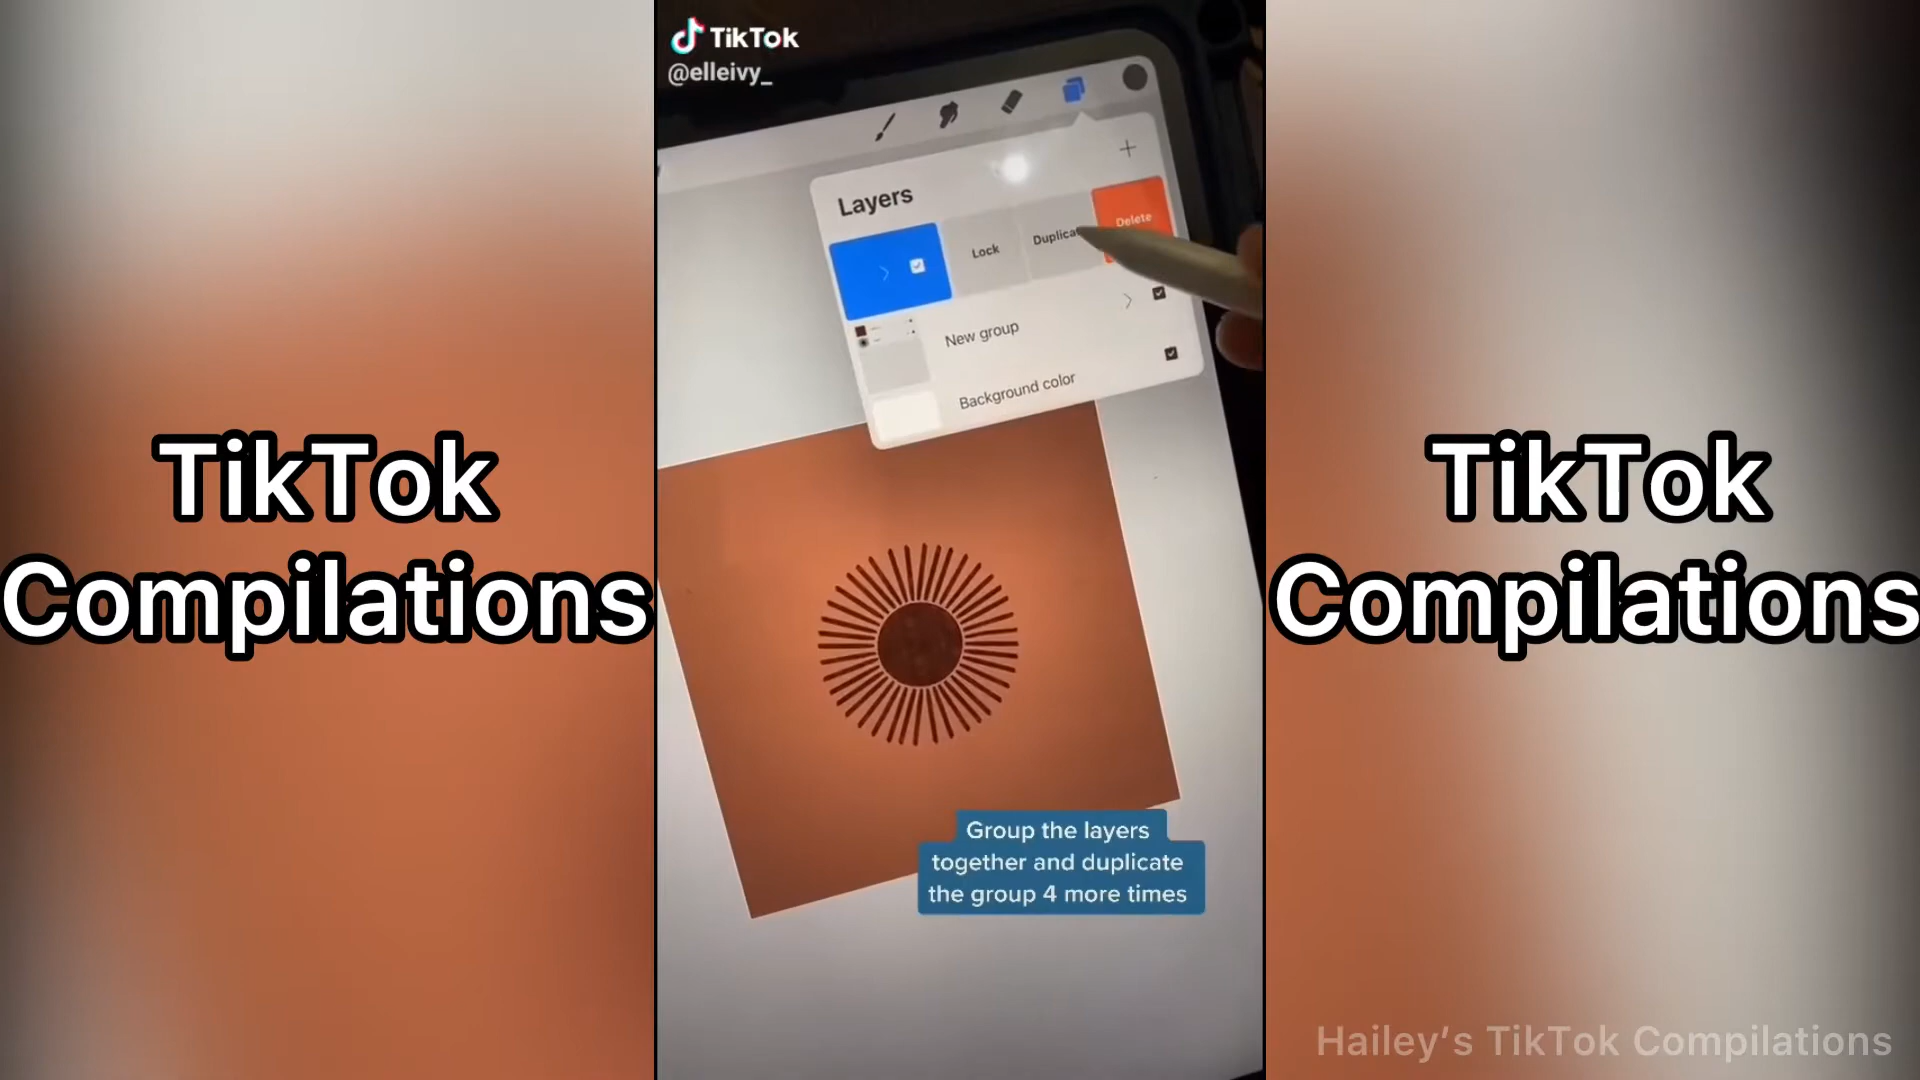 TikTok
@elleivy_
Layers
Lock
Duplica
Delete
New group
Background color
Group the layers
together and duplicate
the group 4 more times
TikTok
Compilations
TikTok
Compilations
Hailey’s TikTok Compilations